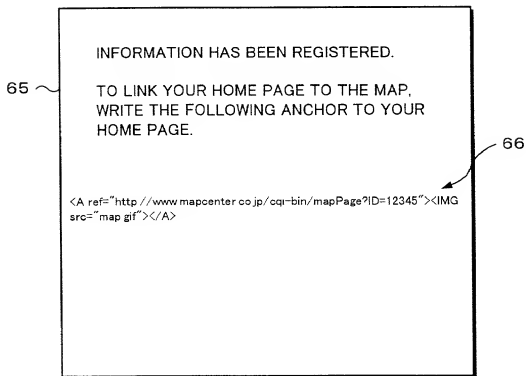 INFORMATION HAS BEEN REGISTERED.
65
TO LINK YOUR HOME PAGE TO THE MAP,
WRITE THE FOLLOWING ANCHOR TO YOUR
HOME PAGE.
66
<A ref="http //www mapcenter co jp/cqi-bin/mapPage?ID=12345"><IMG
src="map gif"></A>